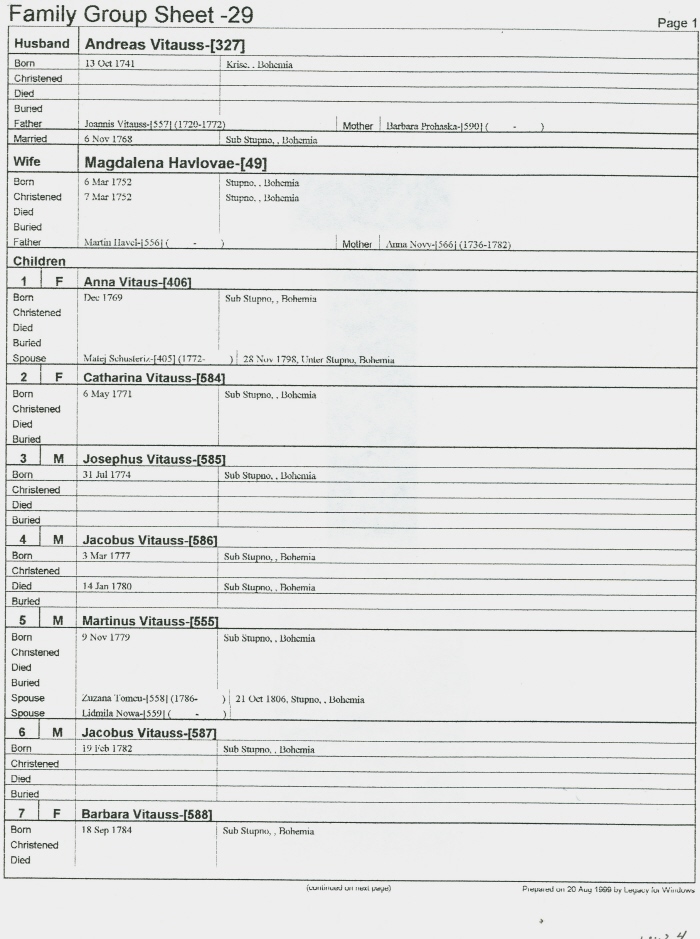 Family Group Sheet -29
Page 1
Husband Andreas Vitauss-[327]
Born 13 Oct 1741 Krisc, , Bohemia
Christened
Died
Buried
Father Joannis Vitauss-[557] (1720-1772) Mother Barbara Prohaska-[590] ( - )
Married 6 Nov 1768 Sub Stupno, , Bohemia
Wife Magdalena Havlovae-[49]
Born 6 Mar 1752 Stupno, , Bohemia
Christened 7 Mar 1752 Stupno, , Bohemia
Died
Buried
Father Martin Havel-[556] ( - ) Mother Anna Novy-[566] (1736-1782)
Children
1 F Anna Vitaus-[406]
Born Dec 1769 Sub Stupno, , Bohemia
Christened
Died
Buried
Spouse Matej Schusteriz-[405] (1772- ) 28 Nov 1798, Unter Stupno, Bohemia
2 F Catharina Vitauss-[584]
Born 6 May 1771 Sub Stupno, , Bohemia
Christened
Died
Buried
3 M Josephus Vitauss-[585]
Born 31 Jul 1774 Sub Stupno, , Bohemia
Christened
Died
Buried
4 M Jacobus Vitauss-[586]
Born 3 Mar 1777 Sub Stupno, , Bohemia
Christened
Died 14 Jan 1780 Sub Stupno, , Bohemia
Buried
5 M Martinus Vitauss-[555]
Born 9 Nov 1779 Sub Stupno, , Bohemia
Christened
Died
Buried
Spouse Zuzana Tomcu-[558] (1786- ) 21 Oct 1806, Stupno, , Bohemia
Spouse Lidmila Nowa-[559] ( - )
6 M Jacobus Vitauss-[587]
Born 19 Feb 1782 Sub Stupno, , Bohemia
Christened
Died
Buried
7 F Barbara Vitauss-[588]
Born 18 Sep 1784 Sub Stupno, , Bohemia
Christened
Died
(continued on next page)
Prepared on 20 Aug 1999 by Legacy for Windows